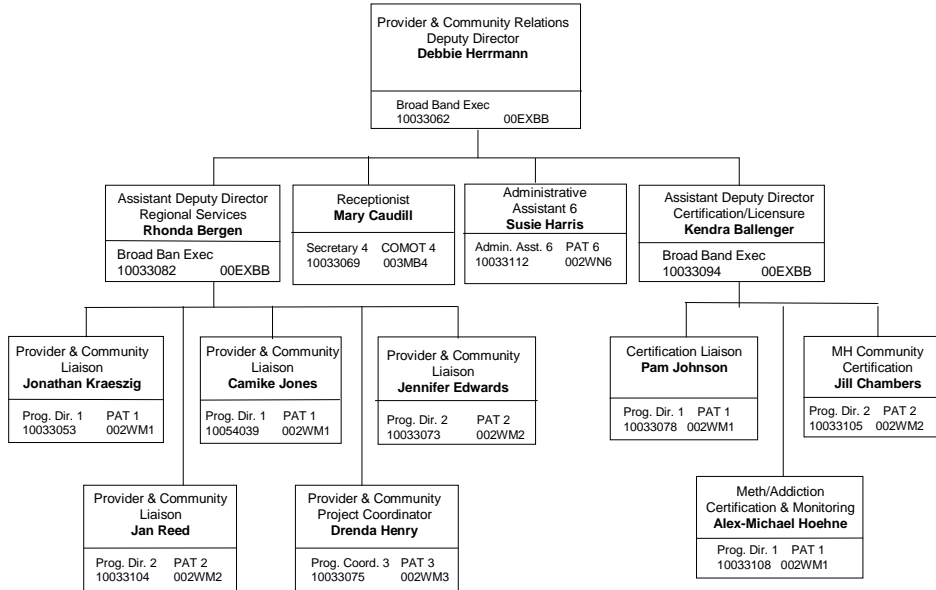 Provider & Community Relations
Deputy Director
Debbie Herrmann
Broad Band Exec
10033062 00EXBB
Assistant Deputy Director
Regional Services
Rhonda Bergen
Broad Ban Exec
10033082 00EXBB
Receptionist
Mary Caudill
Secretary 4 COMOT 4
10033069 003MB4
Administrative
Assistant 6
Susie Harris
Admin. Asst. 6 PAT 6
10033112 002WN6
Assistant Deputy Director
Certification/Licensure
Kendra Ballenger
Broad Band Exec
10033094 00EXBB
Provider & Community
Liaison
Jonathan Kraeszig
Prog. Dir. 1 PAT 1
10033053 002WM1
Provider & Community
Liaison
Camike Jones
Prog. Dir. 1 PAT 1
10054039 002WM1
Provider & Community
Liaison
Jennifer Edwards
Prog. Dir. 2 PAT 2
10033073 002WM2
Certification Liaison
Pam Johnson
Prog. Dir. 1 PAT 1
10033078 002WM1
MH Community
Certification
Jill Chambers
Prog. Dir. 2 PAT 2
10033105 002WM2
Provider & Community
Liaison
Jan Reed
Prog. Dir. 2 PAT 2
10033104 002WM2
Provider & Community
Project Coordinator
Drenda Henry
Prog. Coord. 3 PAT 3
10033075 002WM3
Meth/Addiction
Certification & Monitoring
Alex-Michael Hoehne
Prog. Dir. 1 PAT 1
10033108 002WM1